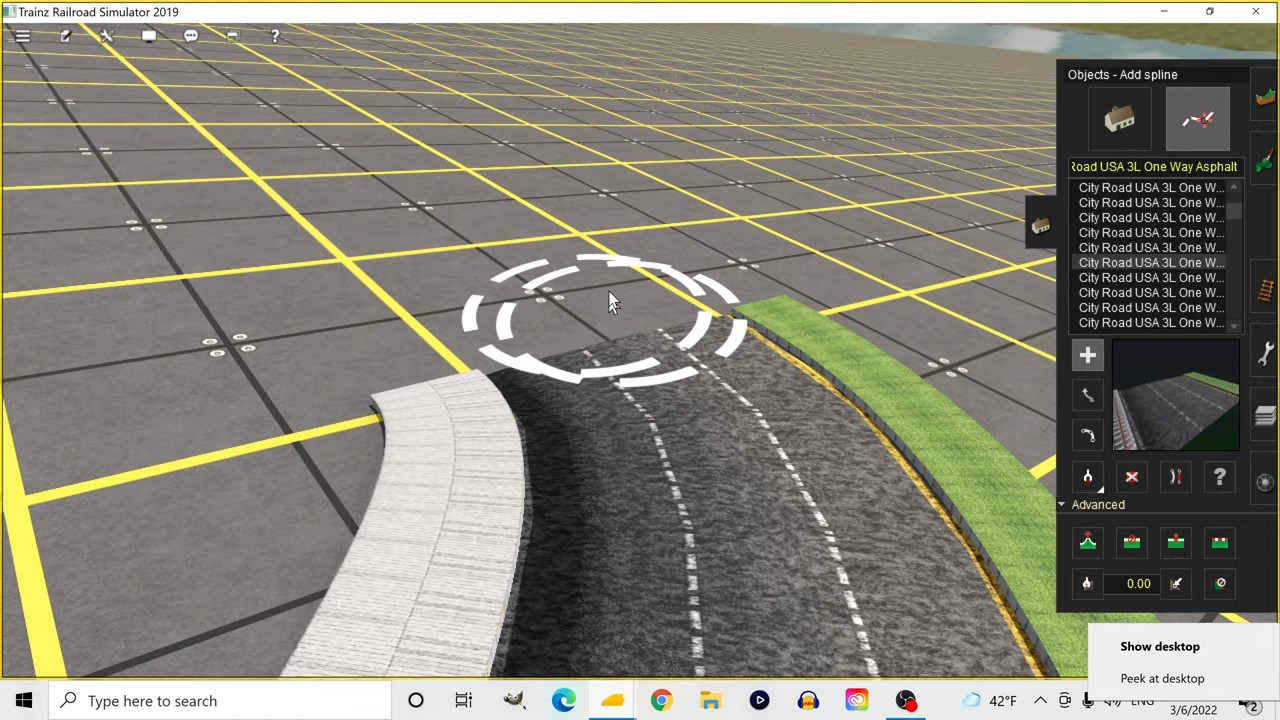 Trainz Railroad Simulator 2019
?
Objects - Add spline
Road USA 3L One Way Asphalt
City Road USA 3L One W...
City Road USA 3L One W...
City Road USA 3L One W...
City Road USA 3L One W...
City Road USA 3L One W...
City Road USA 3L One W...
City Road USA 3L One W...
City Road USA 3L One W...
City Road USA 3L One W...
City Road USA 3L One W...
?
Advanced
0.00
Show desktop
Peek at desktop
Type here to search
42°F
ENG
3/6/2022
2